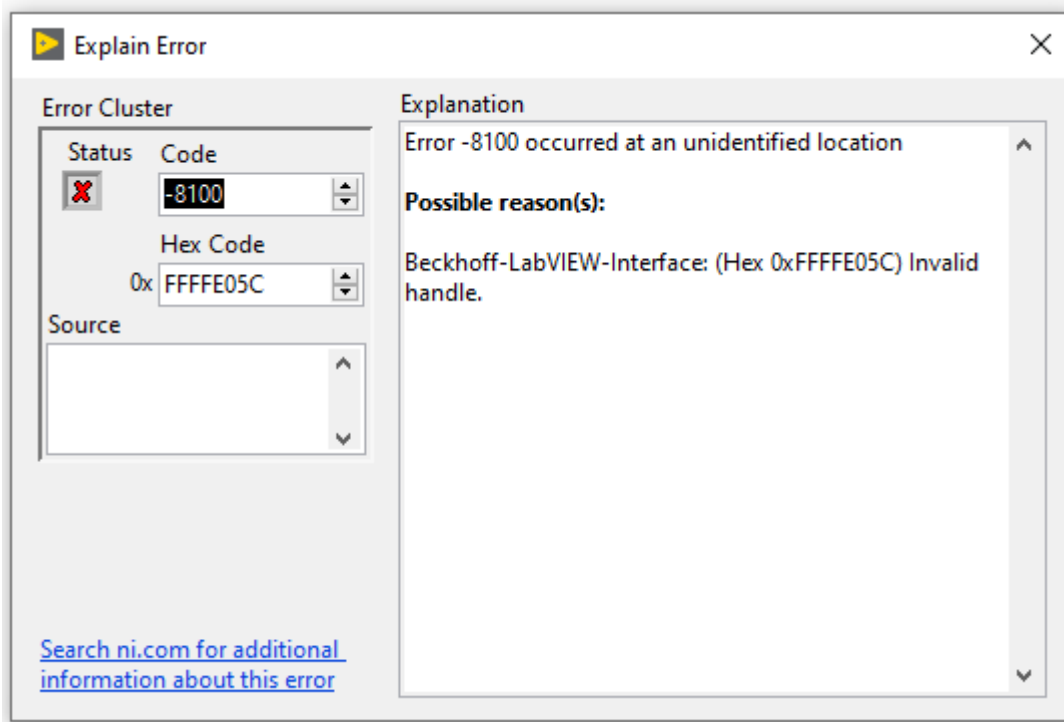 Explain Error
Error Cluster
Status Code
-8100
Hex Code
0x FFFFE05C
Source
Search ni.com for additional
information about this error
Explanation
Error -8100 occurred at an unidentified location
Possible reason(s):
Beckhoff-LabVIEW-Interface: (Hex 0xFFFFE05C) Invalid
handle.